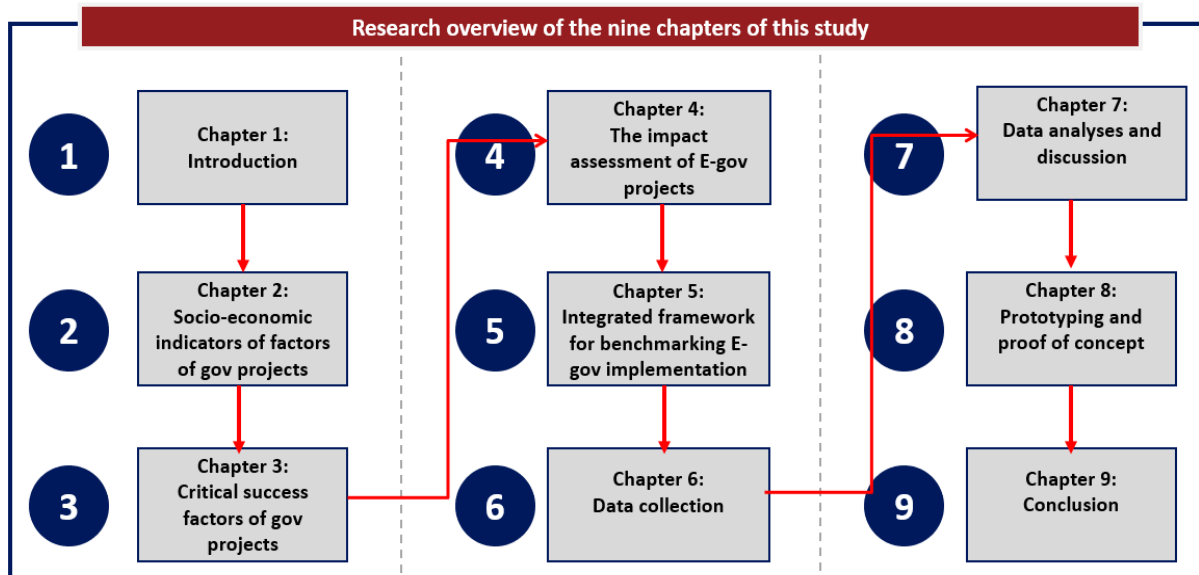 Research overview of the nine chapters of this study
1
Chapter 1:
Introduction
2
Chapter 2:
Socio-economic
indicators of factors
of gov projects
3
Chapter 3:
Critical success
factors of gov
projects
4
Chapter 4:
The impact
assessment of E-gov
projects
5
Chapter 5:
Integrated framework
for benchmarking E-
gov implementation
6
Chapter 6:
Data collection
7
Chapter 7:
Data analyses and
discussion
8
Chapter 8:
Prototyping and
proof of concept
9
Chapter 9:
Conclusion